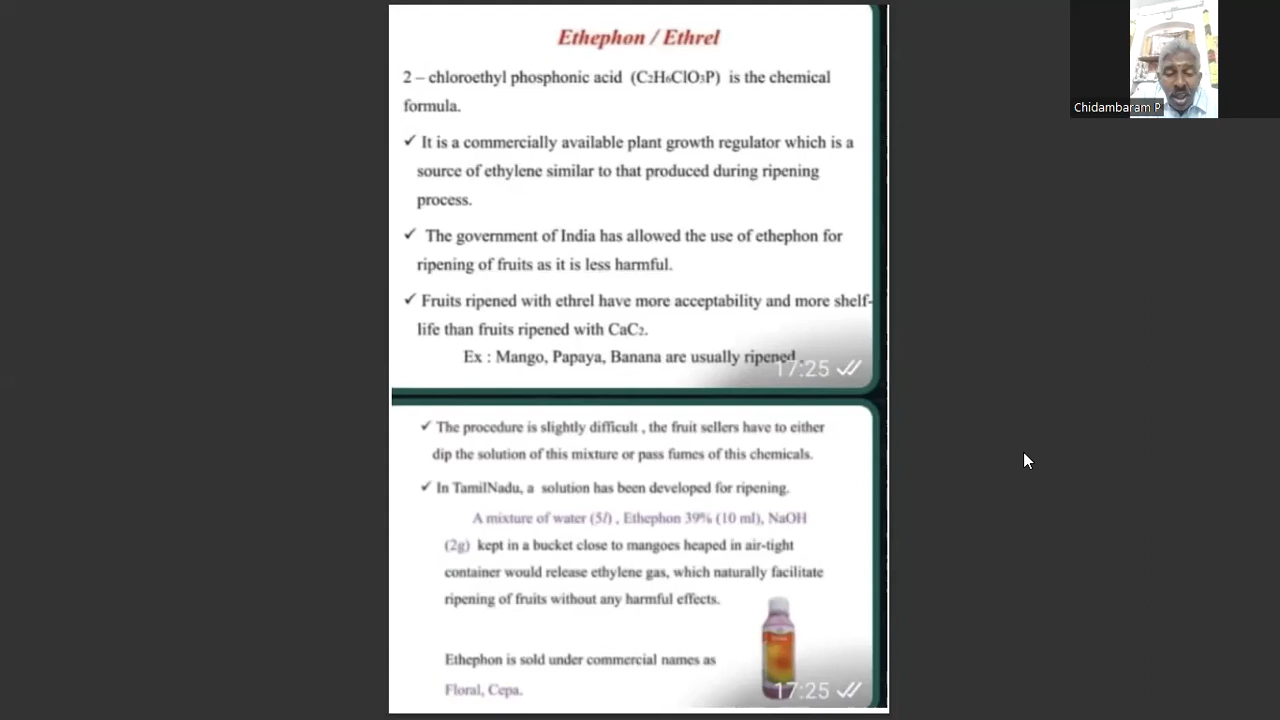 Ethephon / Ethrel
2 – chloroethyl phosphonic acid (C₂H₆ClO₃P) is the chemical
formula.
✓ It is a commercially available plant growth regulator which is a
source of ethylene similar to that produced during ripening
process.
✓ The government of India has allowed the use of ethephon for
ripening of fruits as it is less harmful.
✓ Fruits ripened with ethrel have more acceptability and more shelf-
life than fruits ripened with CaC₂.
Ex : Mango, Papaya, Banana are usually ripened .
17:25
✓ The procedure is slightly difficult , the fruit sellers have to either
dip the solution of this mixture or pass fumes of this chemicals.
✓ In TamilNadu, a solution has been developed for ripening.
A mixture of water (5l) , Ethephon 39% (10 ml), NaOH
(2g) kept in a bucket close to mangoes heaped in air-tight
container would release ethylene gas, which naturally facilitate
ripening of fruits without any harmful effects.
Ethephon is sold under commercial names as
Floral, Cepa.
17:25
Chidambaram P